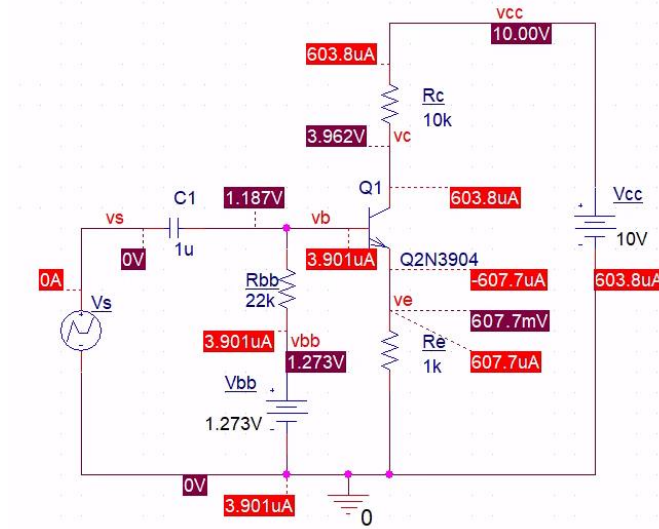 vcc
10.00V
603.8uA
Rc
10k
3.962V
vc
Q1
603.8uA
C1
1.187V
vs
vb
Vcc
1u
0V
3.901uA
Q2N3904
10V
0A
Rbb
-607.7uA
603.8uA
Vs
22k
ve
607.7mV
3.901uA
vbb
Re
1.273V
607.7uA
1k
Vbb
1.273V
0V
3.901uA
0